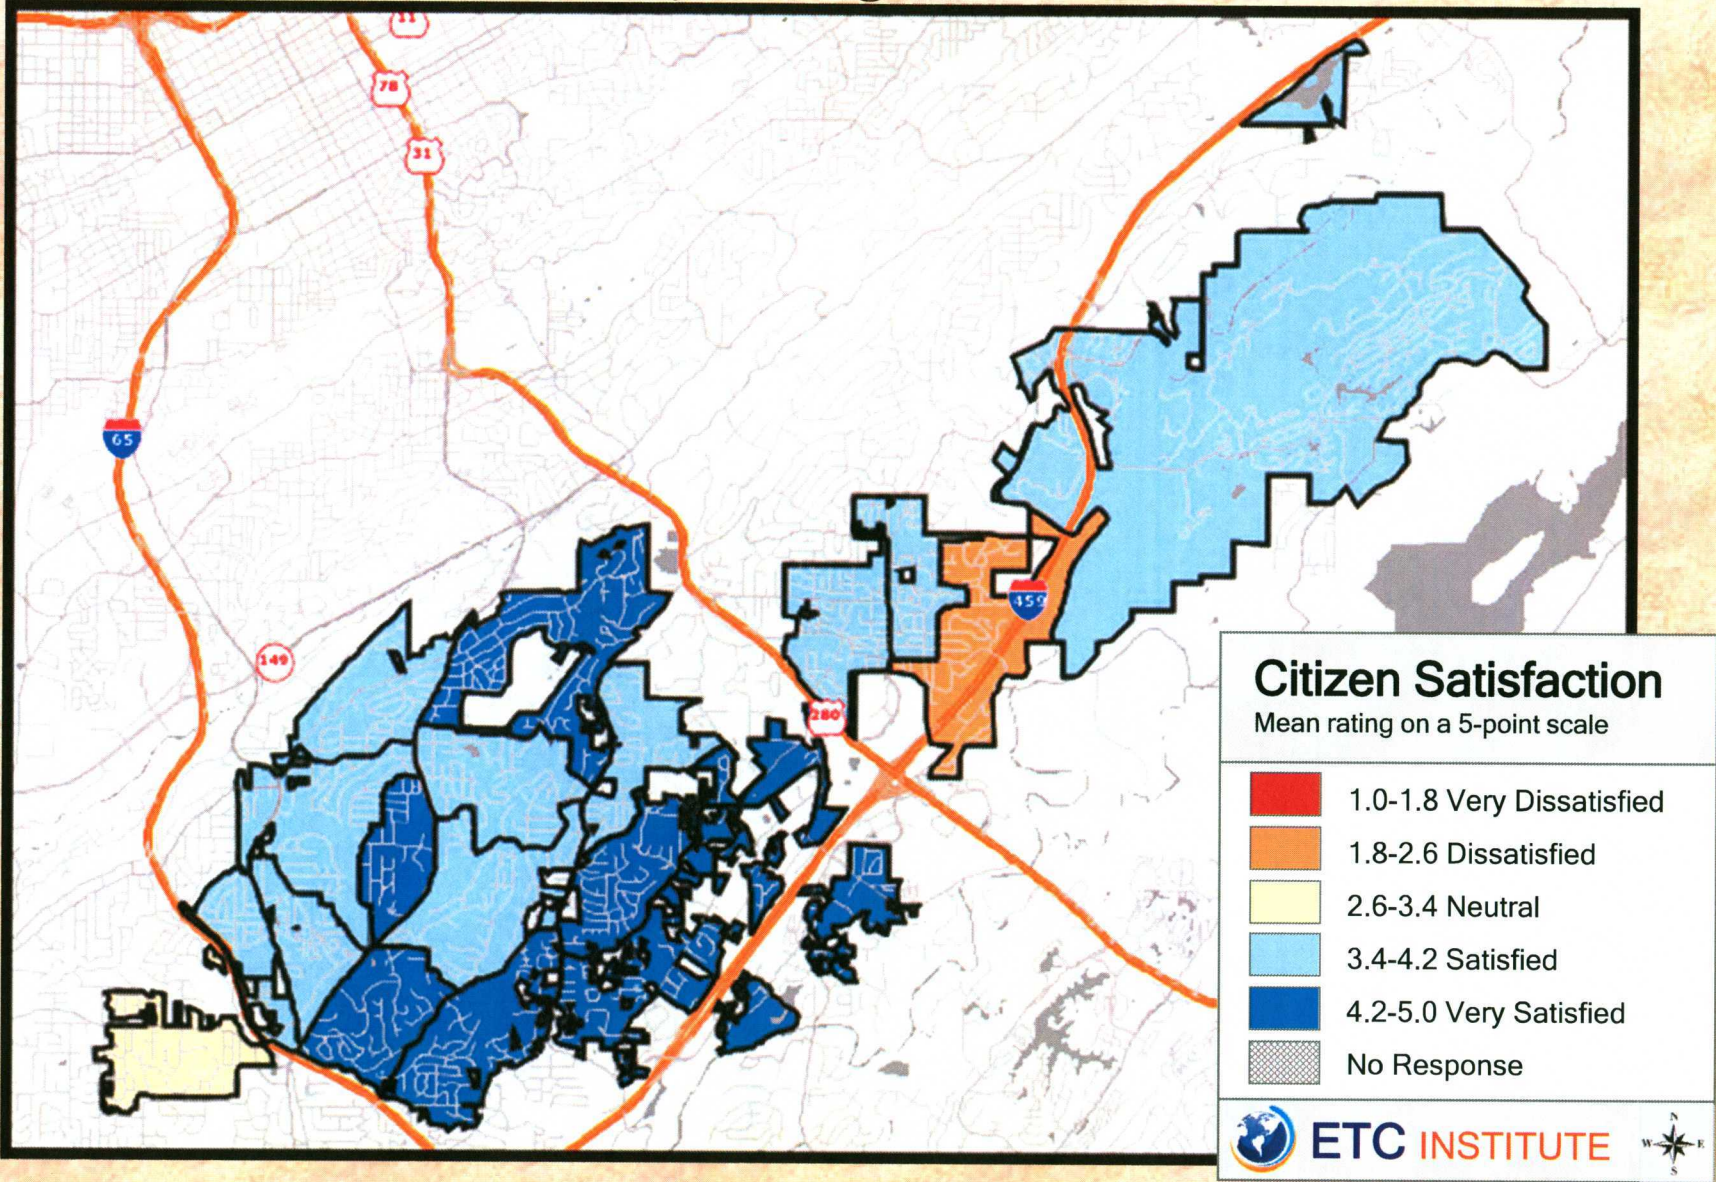 11
78
31
65
459
149
280
Citizen Satisfaction
Mean rating on a 5-point scale
1.0-1.8 Very Dissatisfied
1.8-2.6 Dissatisfied
2.6-3.4 Neutral
3.4-4.2 Satisfied
4.2-5.0 Very Satisfied
No Response
ETC INSTITUTE
N
W E
S